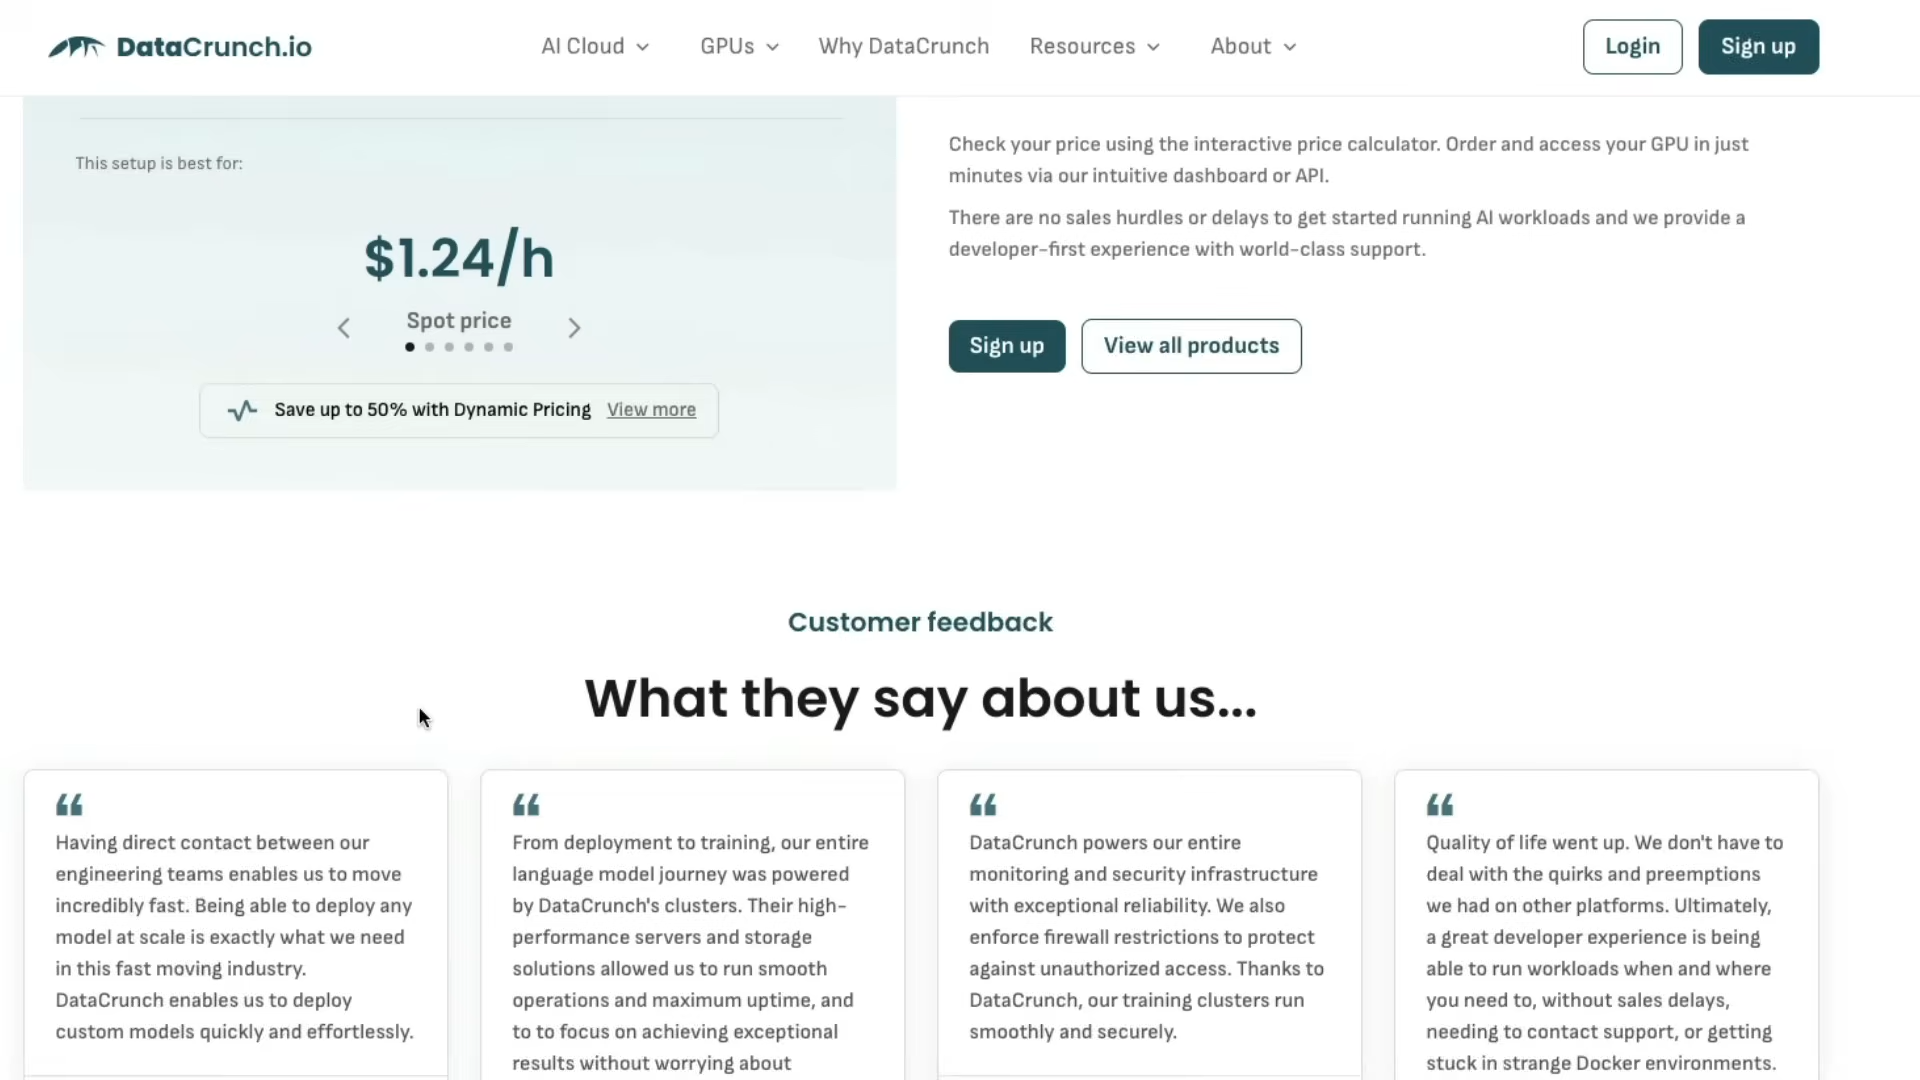 DataCrunch.io
AI Cloud
GPUs
Why DataCrunch
Resources
About
Login
Sign up
This setup is best for:
$1.24/h
Spot price
Save up to 50% with Dynamic Pricing View more
Check your price using the interactive price calculator. Order and access your GPU in just
minutes via our intuitive dashboard or API.
There are no sales hurdles or delays to get started running AI workloads and we provide a
developer-first experience with world-class support.
Sign up
View all products
Customer feedback
What they say about us...
Having direct contact between our
engineering teams enables us to move
incredibly fast. Being able to deploy any
model at scale is exactly what we need
in this fast moving industry.
DataCrunch enables us to deploy
custom models quickly and effortlessly.
From deployment to training, our entire
language model journey was powered
by DataCrunch's clusters. Their high-
performance servers and storage
solutions allowed us to run smooth
operations and maximum uptime, and
to to focus on achieving exceptional
results without worrying about
DataCrunch powers our entire
monitoring and security infrastructure
with exceptional reliability. We also
enforce firewall restrictions to protect
against unauthorized access. Thanks to
DataCrunch, our training clusters run
smoothly and securely.
Quality of life went up. We don't have to
deal with the quirks and preemptions
we had on other platforms. Ultimately,
a great developer experience is being
able to run workloads when and where
you need to, without sales delays,
needing to contact support, or getting
stuck in strange Docker environments.